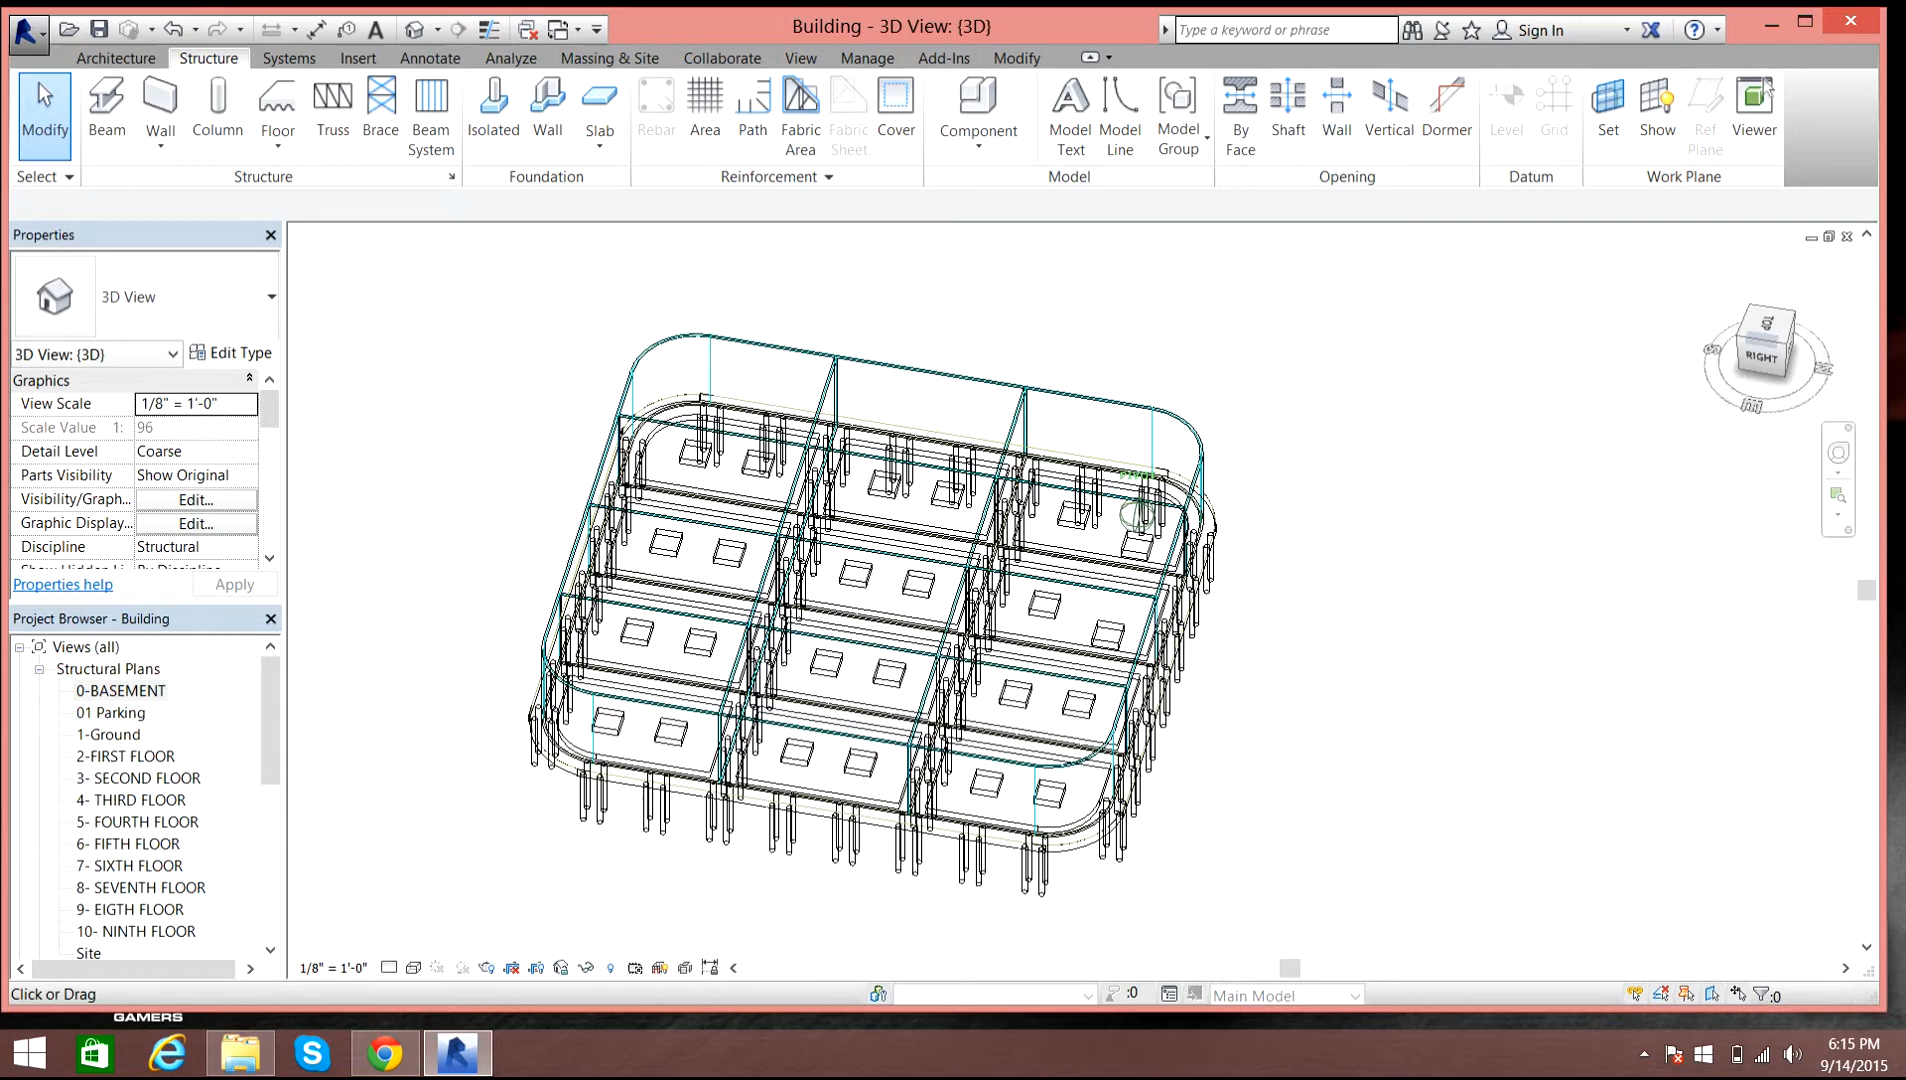 Building - 3D View: {3D}
Type a keyword or phrase
Sign In
Architecture Structure Systems Insert Annotate Analyze Massing & Site Collaborate View Manage Add-Ins Modify
Modify Beam Wall Column Floor Truss Brace Beam System Isolated Wall Slab Rebar Area Path Fabric Area Fabric Sheet Cover Component Model Text Model Line Model Group By Face Shaft Wall Vertical Dormer Level Grid Set Show Ref Plane Viewer
Select Structure Foundation Reinforcement Model Opening Datum Work Plane
Properties
3D View
3D View: {3D} Edit Type
Graphics
View Scale 1/8" = 1'-0"
Scale Value 1: 96
Detail Level Coarse
Parts Visibility Show Original
Visibility/Graph... Edit...
Graphic Display... Edit...
Discipline Structural
Properties help Apply
Project Browser - Building
Views (all)
Structural Plans
0-BASEMENT
01 Parking
1-Ground
2-FIRST FLOOR
3- SECOND FLOOR
4- THIRD FLOOR
5- FOURTH FLOOR
6- FIFTH FLOOR
7- SIXTH FLOOR
8- SEVENTH FLOOR
9- EIGTH FLOOR
10- NINTH FLOOR
Site
TOP
RIGHT
1/8" = 1'-0"
Click or Drag
:0
Main Model
:0
GAMERS
6:15 PM
9/14/2015